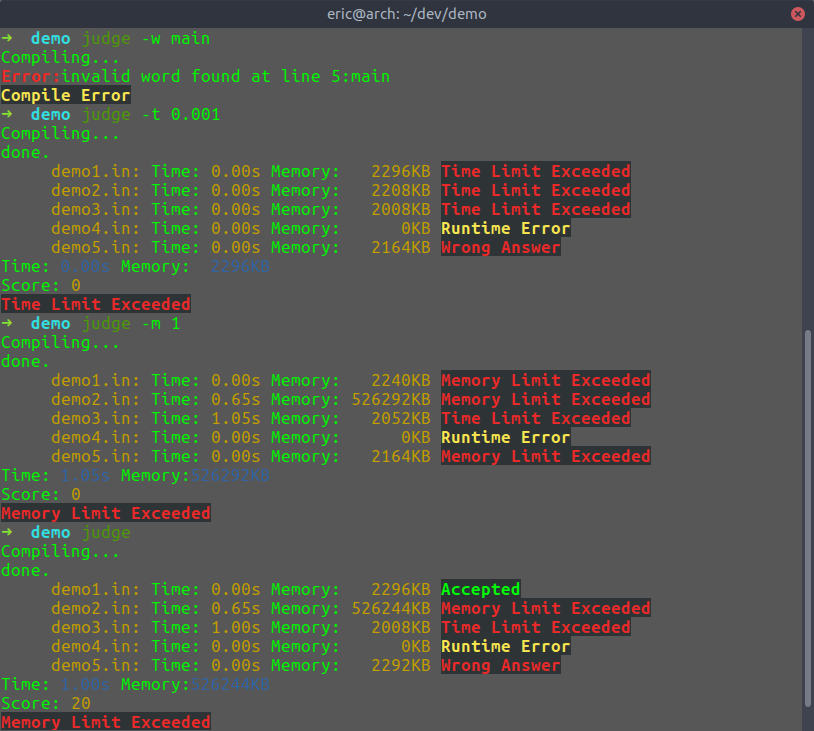 eric@arch: ~/dev/demo
→ demo judge -w main
Compiling...
Error:invalid word found at line 5:main
Compile Error
→ demo judge -t 0.001
Compiling...
done.
demo1.in: Time: 0.00s Memory: 2296KB Time Limit Exceeded
demo2.in: Time: 0.00s Memory: 2208KB Time Limit Exceeded
demo3.in: Time: 0.00s Memory: 2008KB Time Limit Exceeded
demo4.in: Time: 0.00s Memory: 0KB Runtime Error
demo5.in: Time: 0.00s Memory: 2164KB Wrong Answer
Time: 0.00s Memory: 2296KB
Score: 0
Time Limit Exceeded
→ demo judge -m 1
Compiling...
done.
demo1.in: Time: 0.00s Memory: 2240KB Memory Limit Exceeded
demo2.in: Time: 0.65s Memory: 526292KB Memory Limit Exceeded
demo3.in: Time: 1.05s Memory: 2052KB Time Limit Exceeded
demo4.in: Time: 0.00s Memory: 0KB Runtime Error
demo5.in: Time: 0.00s Memory: 2164KB Memory Limit Exceeded
Time: 1.05s Memory:526292KB
Score: 0
Memory Limit Exceeded
→ demo judge
Compiling...
done.
demo1.in: Time: 0.00s Memory: 2296KB Accepted
demo2.in: Time: 0.65s Memory: 526244KB Memory Limit Exceeded
demo3.in: Time: 1.00s Memory: 2008KB Time Limit Exceeded
demo4.in: Time: 0.00s Memory: 0KB Runtime Error
demo5.in: Time: 0.00s Memory: 2292KB Wrong Answer
Time: 1.00s Memory:526244KB
Score: 20
Memory Limit Exceeded